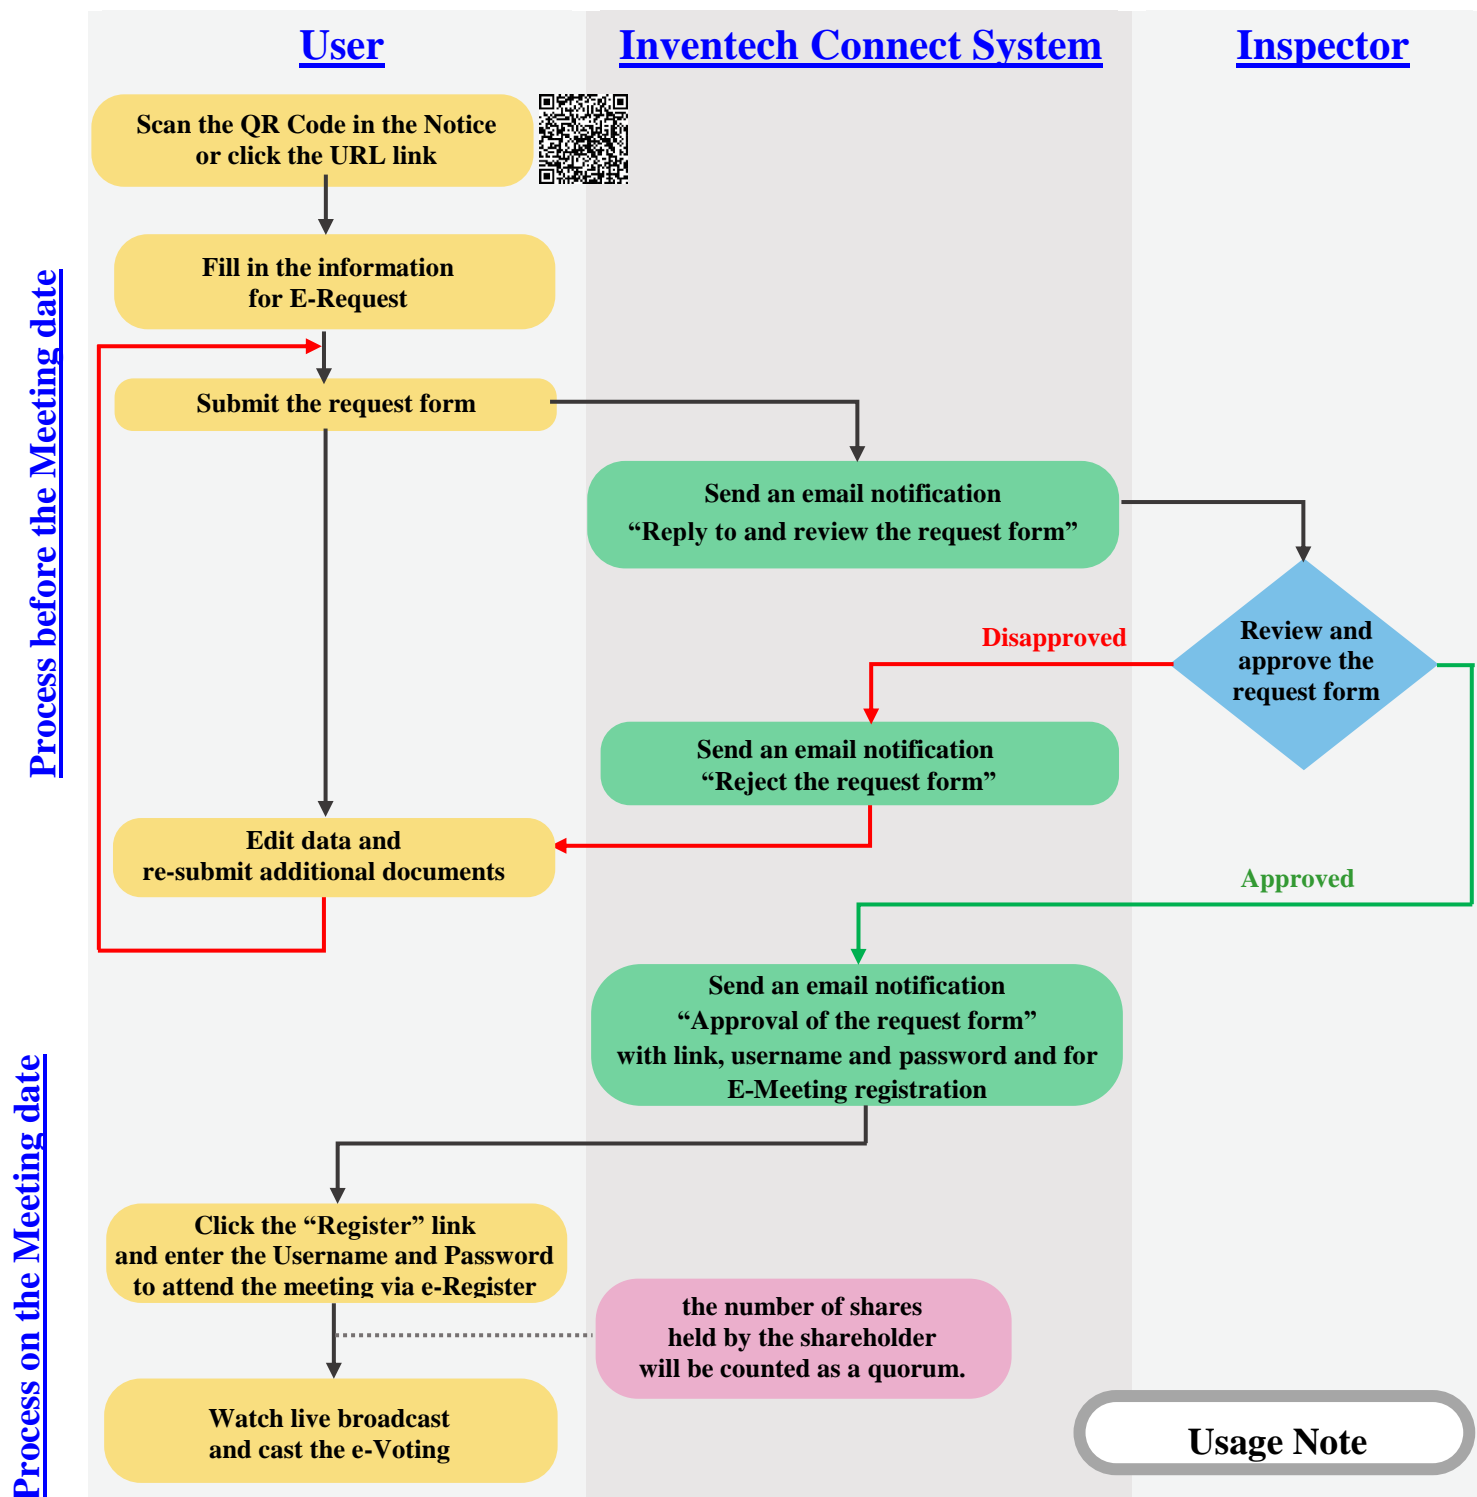 User
Inventech Connect System
Inspector
Process before the Meeting date
Scan the QR Code in the Notice
or click the URL link
Fill in the information
for E-Request
Submit the request form
Send an email notification
“Reply to and review the request form”
Review and
approve the
request form
Disapproved
Send an email notification
“Reject the request form”
Edit data and
re-submit additional documents
Approved
Send an email notification
“Approval of the request form”
with link, username and password and for
E-Meeting registration
Process on the Meeting date
Click the “Register” link
and enter the Username and Password
to attend the meeting via e-Register
the number of shares
held by the shareholder
will be counted as a quorum.
Watch live broadcast
and cast the e-Voting
Usage Note